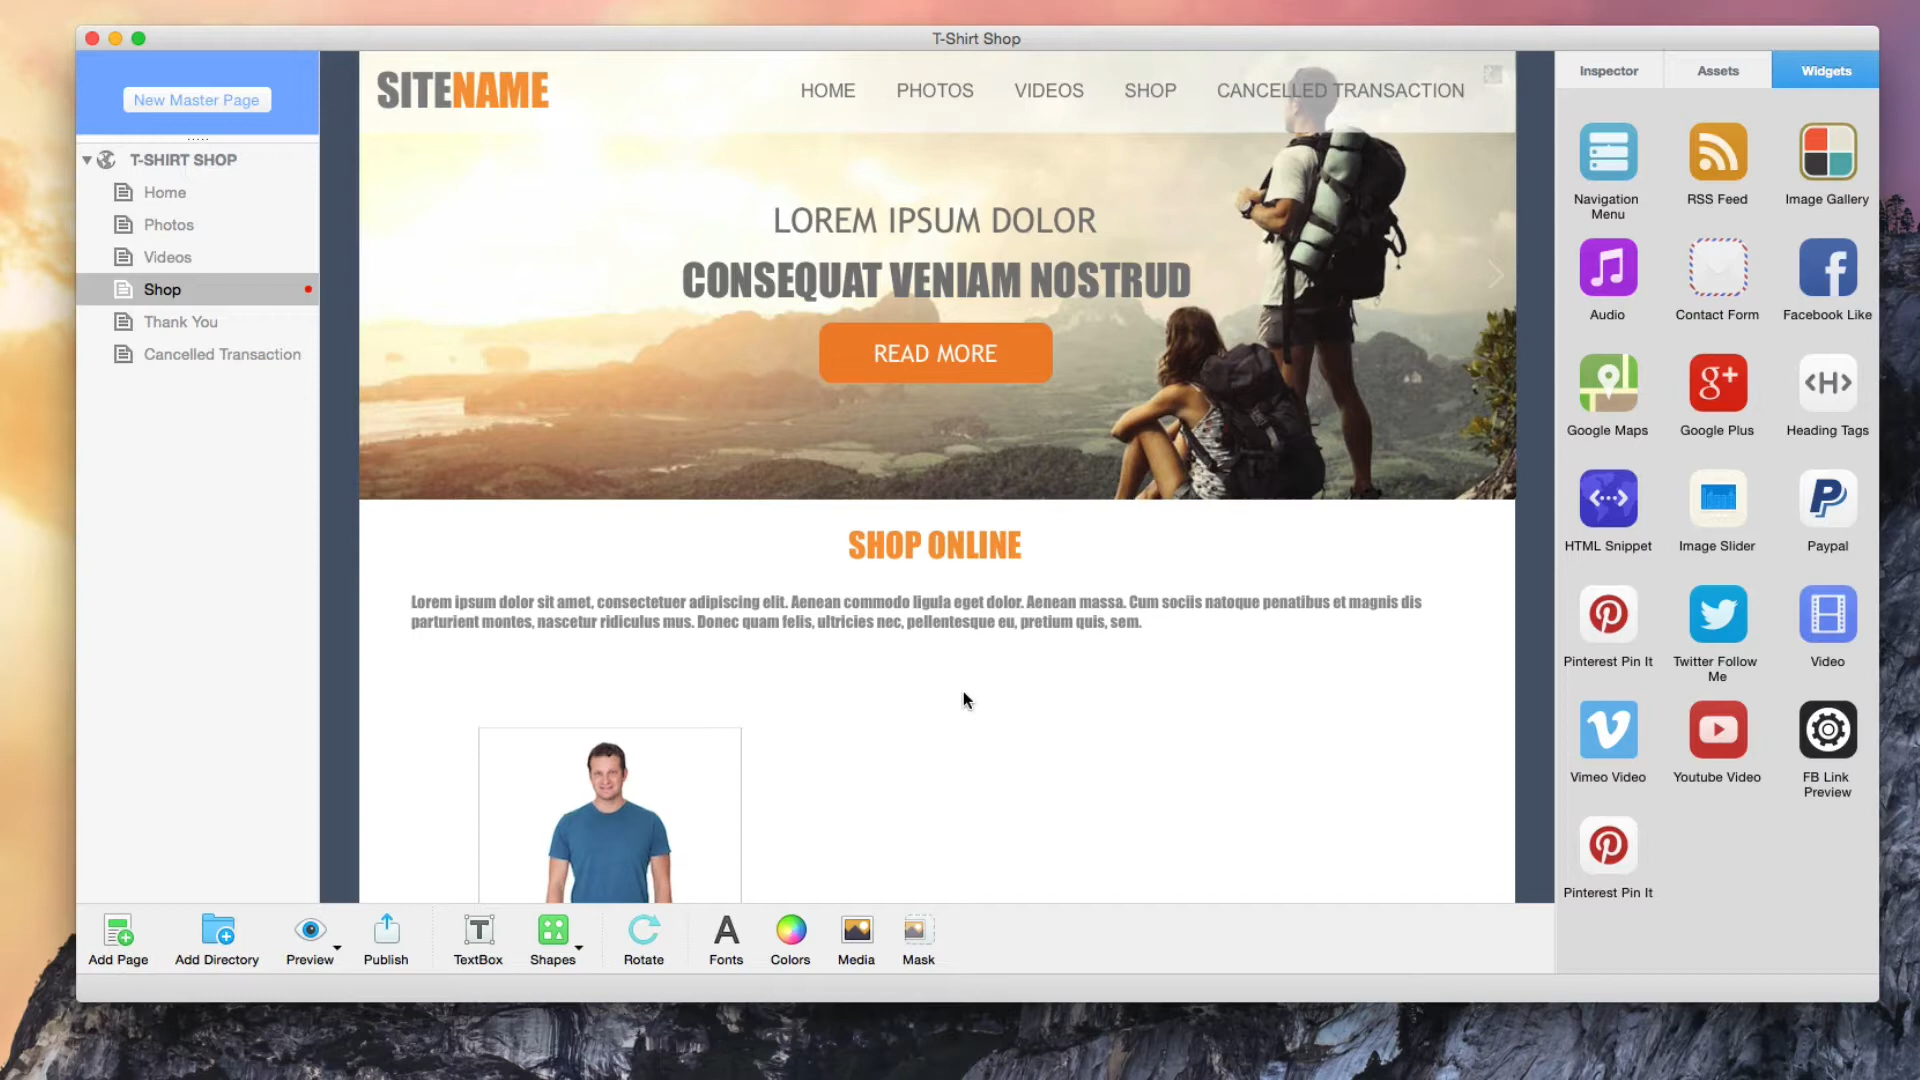 T-Shirt Shop
New Master Page
T-SHIRT SHOP
Home
Photos
Videos
Shop
Thank You
Cancelled Transaction
SITENAME
HOME PHOTOS VIDEOS SHOP CANCELLED TRANSACTION
LOREM IPSUM DOLOR
CONSEQUAT VENIAM NOSTRUD
READ MORE
SHOP ONLINE
Lorem ipsum dolor sit amet, consectetuer adipiscing elit. Aenean commodo ligula eget dolor. Aenean massa. Cum sociis natoque penatibus et magnis dis
parturient montes, nascetur ridiculus mus. Donec quam felis, ultricies nec, pellentesque eu, pretium quis, sem.
Inspector Assets Widgets
Navigation
Menu
RSS Feed
Image Gallery
Audio
Contact Form
f
Facebook Like
Google Maps
g+
Google Plus
<H>
Heading Tags
HTML Snippet
Image Slider
Paypal
Pinterest Pin It
Twitter Follow
Me
Video
Vimeo Video
Youtube Video
FB Link
Preview
Pinterest Pin It
Add Page
Add Directory
Preview
Publish
T
TextBox
Shapes
Rotate
A
Fonts
Colors
Media
Mask